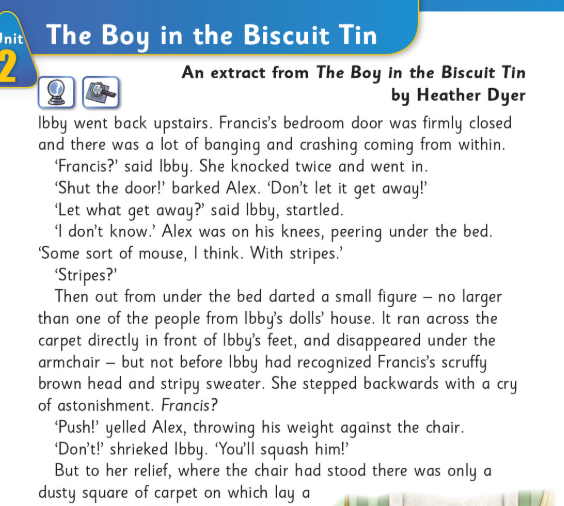 Unit
2
The Boy in the Biscuit Tin
An extract from The Boy in the Biscuit Tin
by Heather Dyer
Ibby went back upstairs. Francis’s bedroom door was firmly closed
and there was a lot of banging and crashing coming from within.
‘Francis?’ said Ibby. She knocked twice and went in.
‘Shut the door!’ barked Alex. ‘Don’t let it get away!’
‘Let what get away?’ said Ibby, startled.
‘I don’t know.’ Alex was on his knees, peering under the bed.
‘Some sort of mouse, I think. With stripes.’
‘Stripes?’
Then out from under the bed darted a small figure – no larger
than one of the people from Ibby’s dolls’ house. It ran across the
carpet directly in front of Ibby’s feet, and disappeared under the
armchair – but not before Ibby had recognized Francis’s scruffy
brown head and stripy sweater. She stepped backwards with a cry
of astonishment. Francis?
‘Push!’ yelled Alex, throwing his weight against the chair.
‘Don’t!’ shrieked Ibby. ‘You’ll squash him!’
But to her relief, where the chair had stood there was only a
dusty square of carpet on which lay a